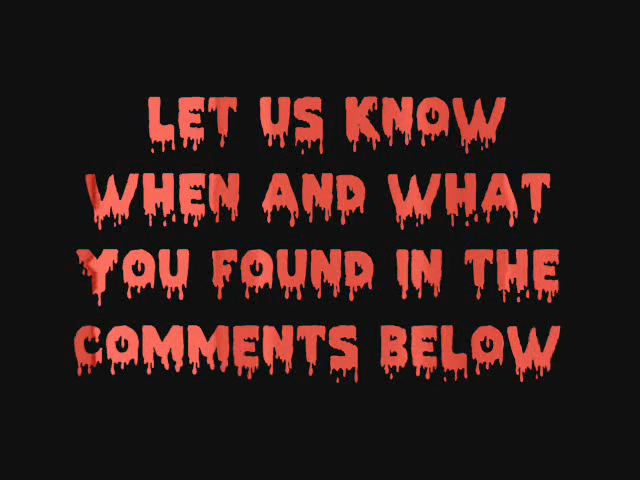 LET US KNOW
WHEN AND WHAT
YOU FOUND IN THE
COMMENTS BELOW